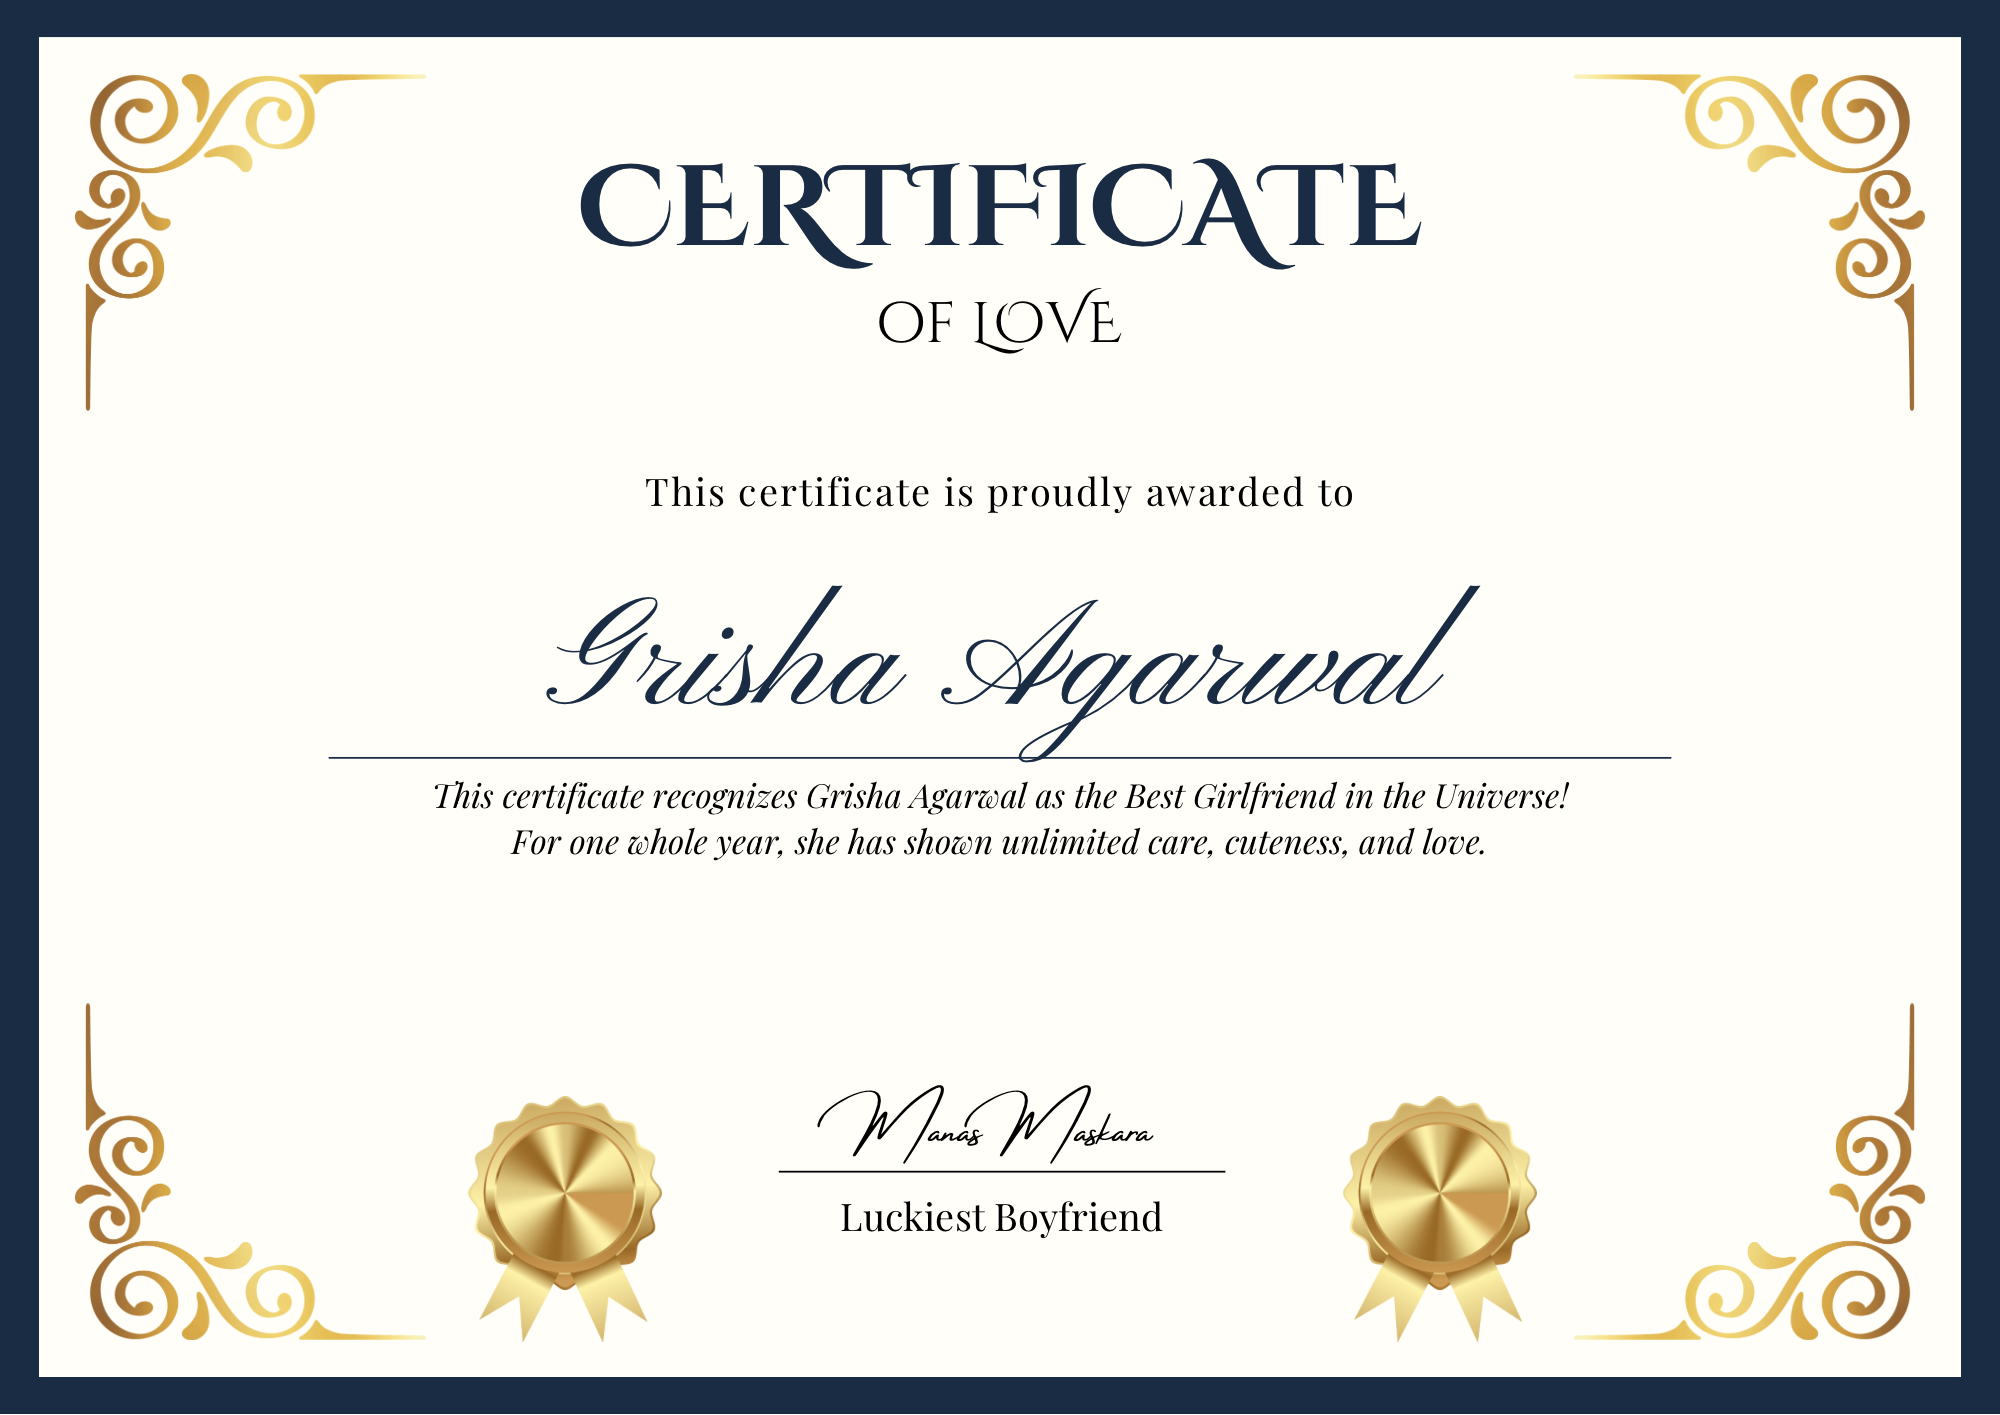 CERTIFICATE
OF LOVE
This certificate is proudly awarded to
Grisha Agarwal
This certificate recognizes Grisha Agarwal as the Best Girlfriend in the Universe!
For one whole year, she has shown unlimited care, cuteness, and love.
Manas Maskara
Luckiest Boyfriend